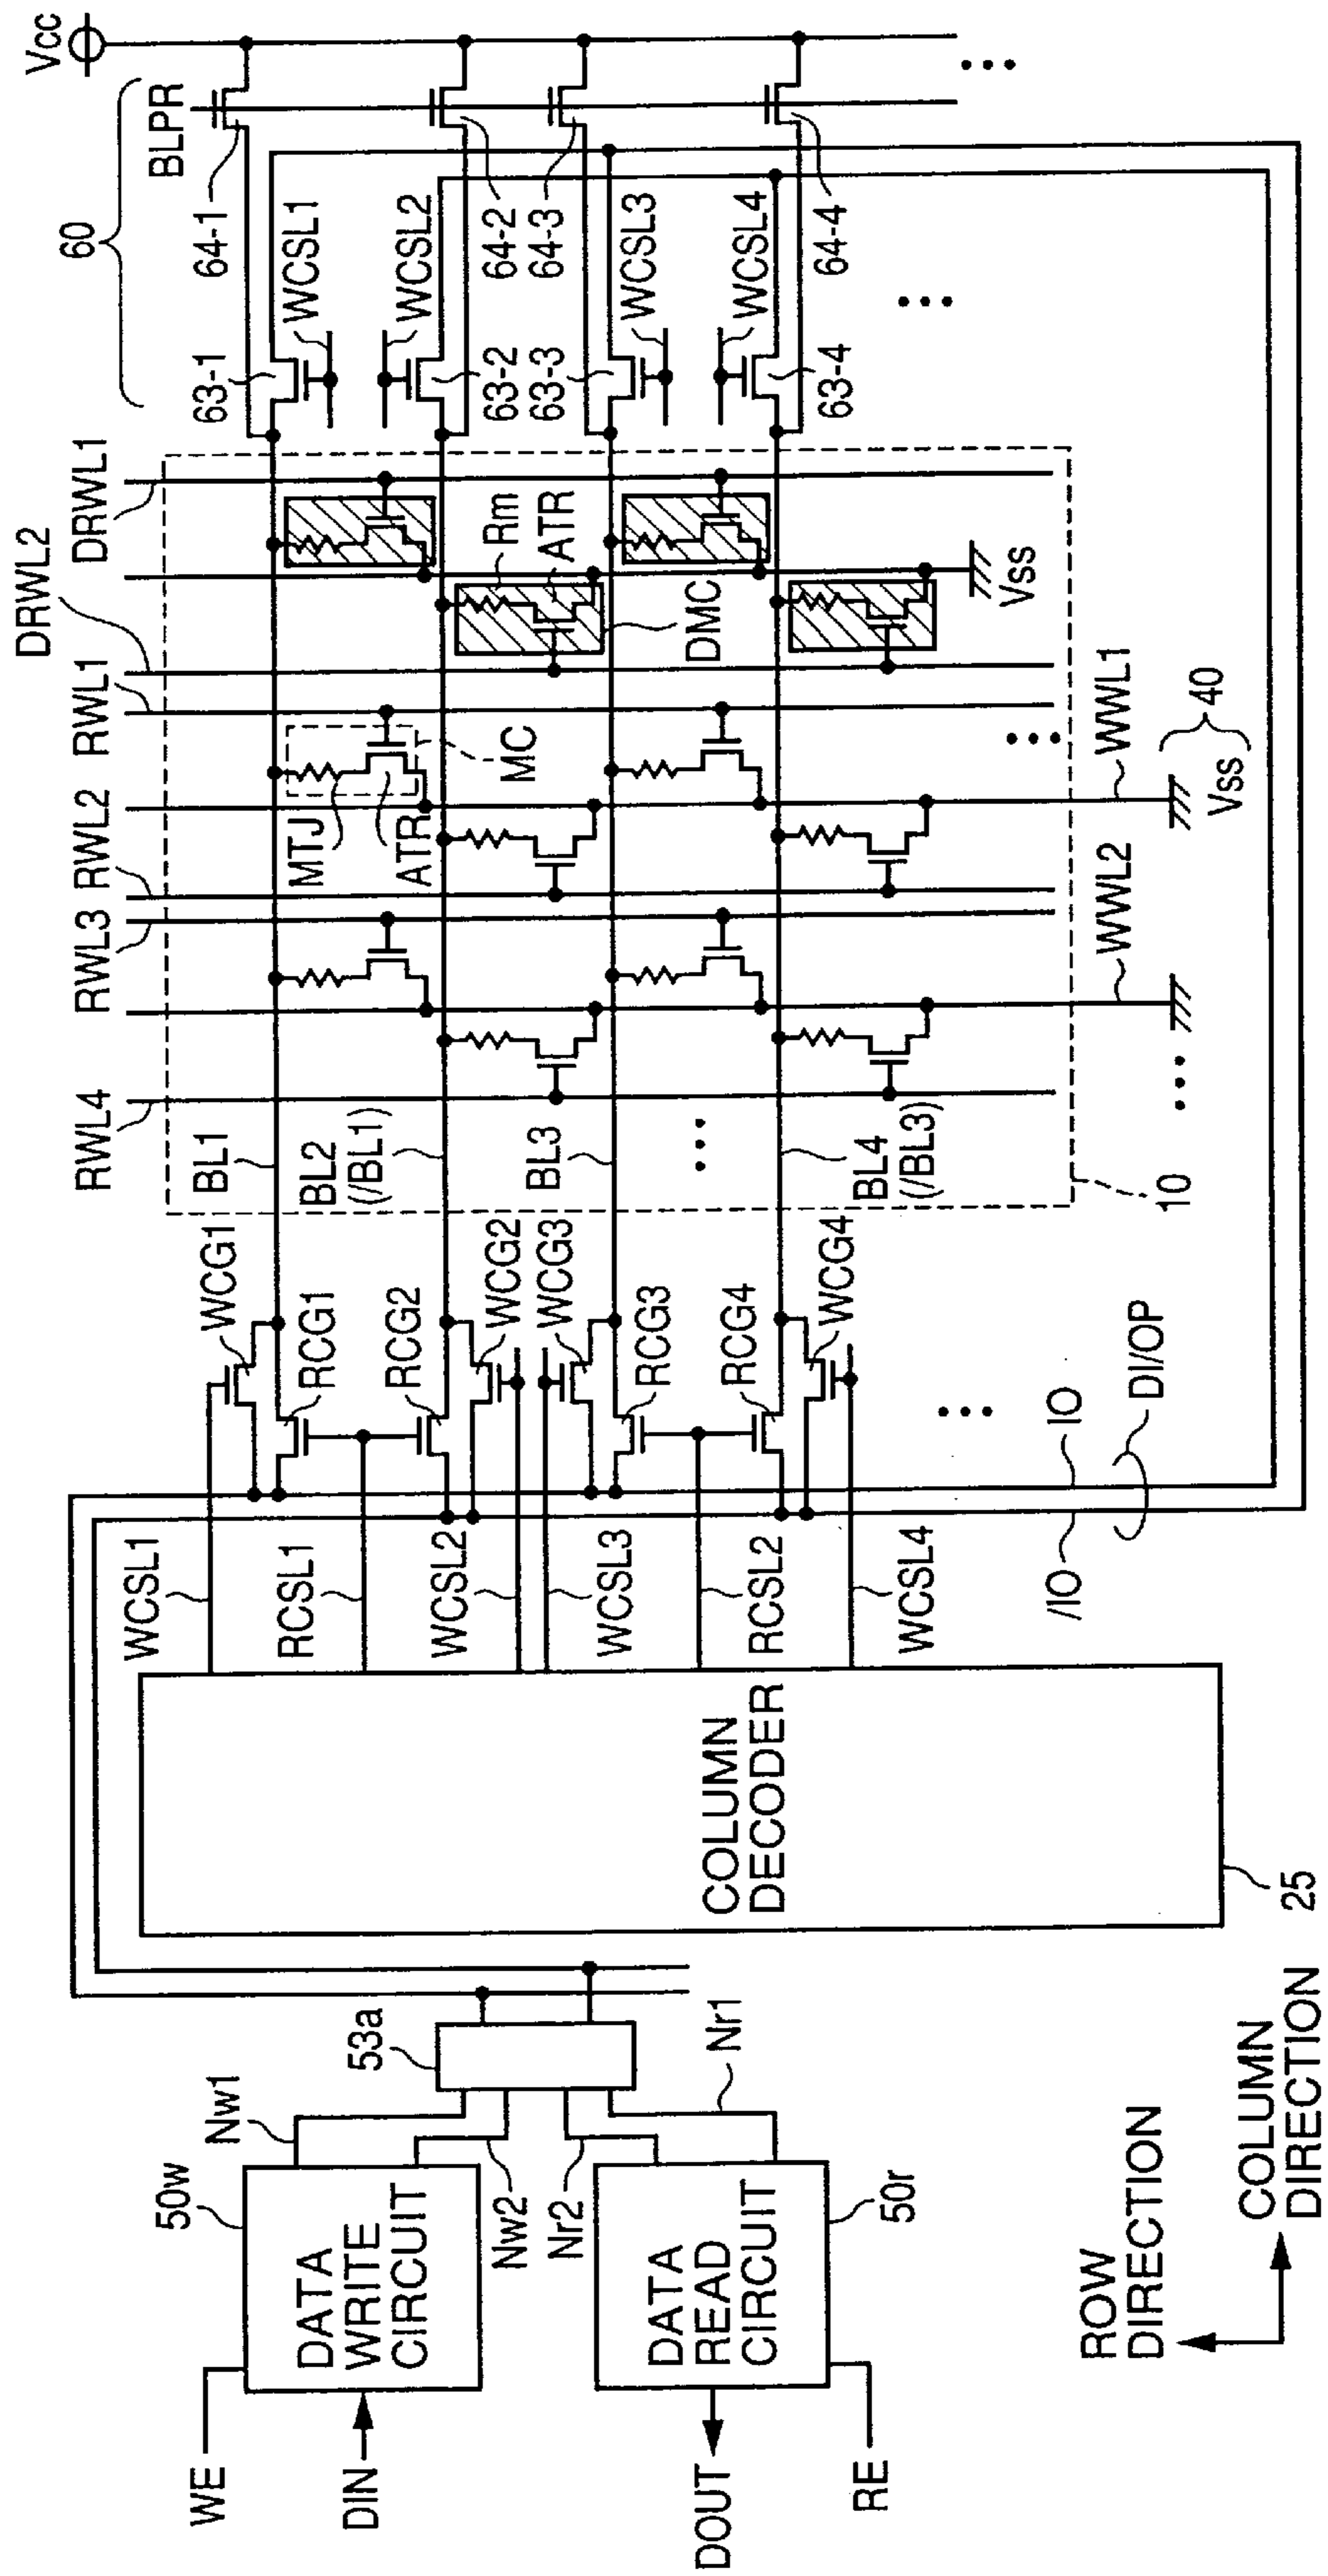 Vcc
60
BLPR
64-1
WCSL1
WCSL2
64-2
64-3
WCSL3
WCSL4
64-4
63-1
63-2
63-3
63-4
DRWL1
DRWL2
RWL1
RWL2
RWL3
RWL4
Rm
ATR
DMC
Vss
MTJ
ATR
MC
WWL1
40
Vss
WWL2
BL1
BL2
(/BL1)
BL3
BL4
(/BL3)
10
WCG1
RCG1
RCG2
WCG2
WCG3
RCG3
RCG4
WCG4
IO
/IO
DI/OP
WCSL1
RCSL1
WCSL2
WCSL3
RCSL2
WCSL4
COLUMN
DECODER
25
53a
Nw1
Nw2
Nr2
Nr1
50w
DATA
WRITE
CIRCUIT
50r
DATA
READ
CIRCUIT
WE
DIN
DOUT
RE
ROW
DIRECTION
COLUMN
DIRECTION